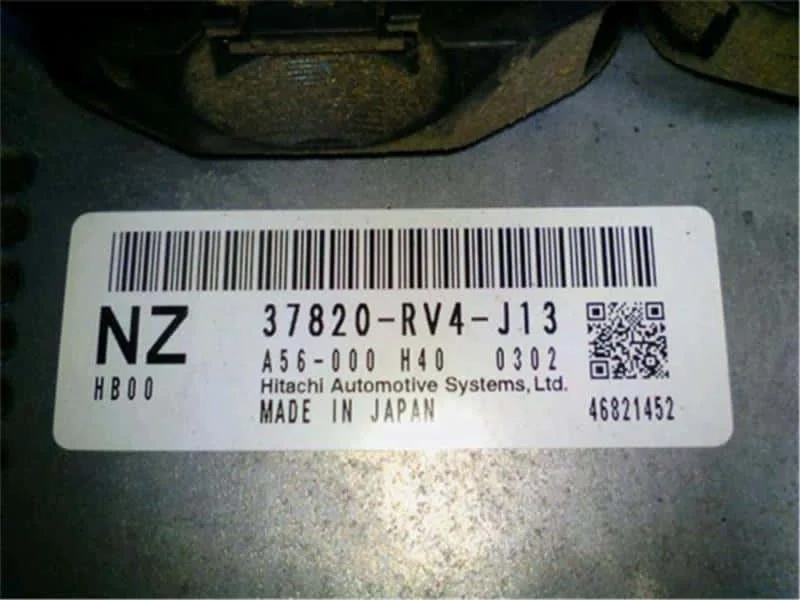 NZ
HB00
37820-RV4-J13
A56-000 H40 0302
Hitachi Automotive Systems, Ltd.
MADE IN JAPAN
46821452